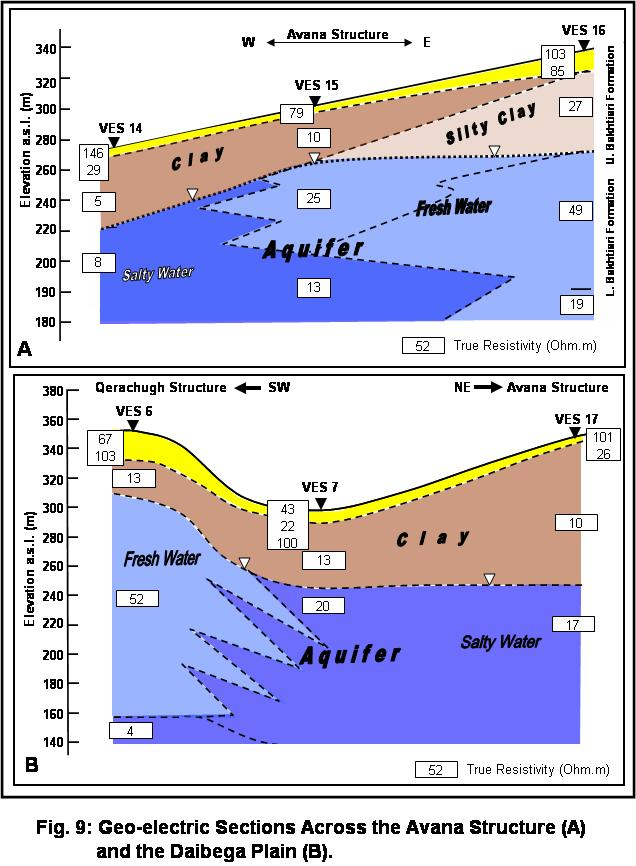 Avana Structure
W E
VES 16
VES 15
VES 14
Elevation a.s.l. (m)
340
320
300
280
260
240
220
200
190
180
103
85
79
10
146
29
5
8
25
13
27
49
19
Clay
Silty Clay
Fresh Water
Aquifer
Salty Water
U. Bakhtiari Formation
L. Bakhtiari Formation
A
52 True Resistivity (Ohm.m)
Qerachugh Structure SW
NE Avana Structure
VES 6
VES 7
VES 17
Elevation a.s.l. (m)
380
360
340
320
300
280
260
240
220
200
180
160
140
67
103
13
43
22
100
13
101
26
10
Clay
Fresh Water
52
20
17
Aquifer
Salty Water
4
B
52 True Resistivity (Ohm.m)
Fig. 9: Geo-electric Sections Across the Avana Structure (A)
and the Daibega Plain (B).